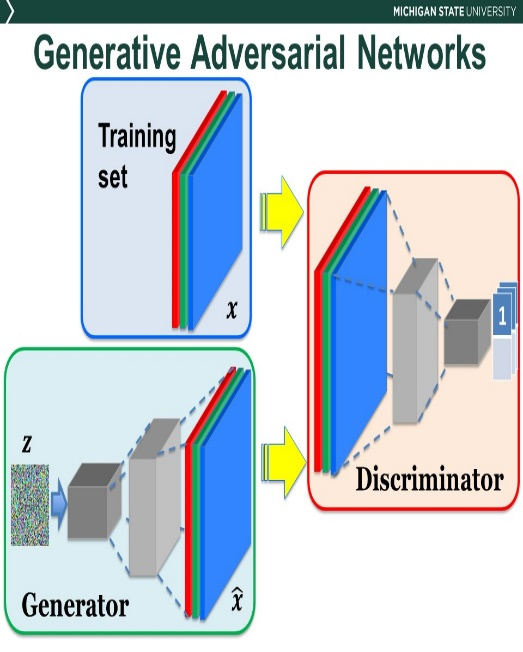 MICHIGAN STATE UNIVERSITY
Generative Adversarial Networks
Training
set
x
1
Discriminator
z
Generator
x̂